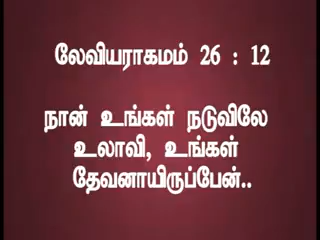 லேவியராகமம் 26 : 12
நான் உங்கள் நடுவிலே
உலாவி, உங்கள்
தேவனாயிருப்பேன்..